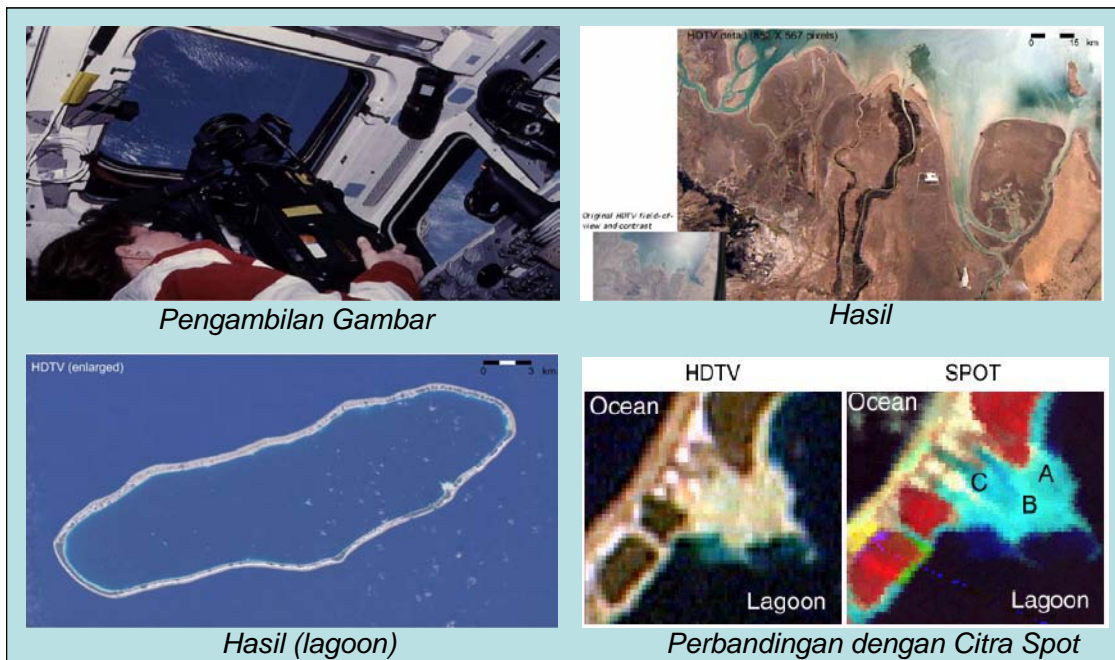 HDTV detail (852 X 567 pixels)
0 15 km
Original HDTV field-of-
view and contrast
Pengambilan Gambar
Hasil
HDTV (enlarged)
0 3 km
HDTV
SPOT
Ocean
Lagoon
Ocean
A
C
B
Lagoon
Hasil (lagoon)
Perbandingan dengan Citra Spot